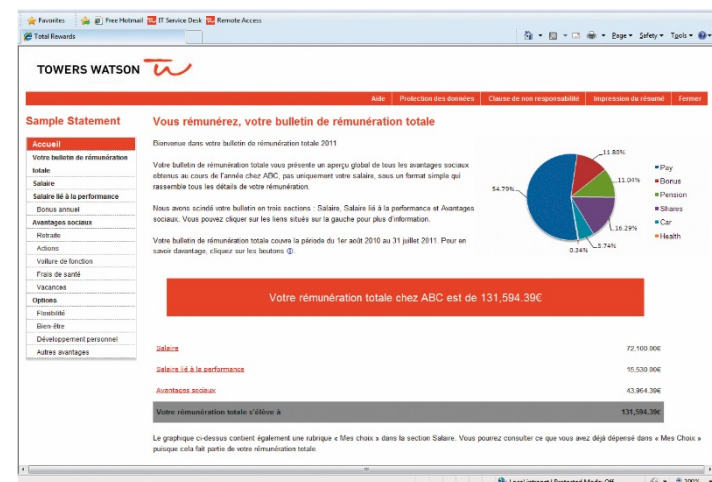 Favorites Free Hotmail IT Service Desk Remote Access
Total Rewards
Page Safety Tools
TOWERS WATSON
Aide Protection des données Clause de non responsabilité Impression du résumé Fermer
Sample Statement
Accueil
Votre bulletin de rémunération
totale
Salaire
Salaire lié à la performance
Bonus annuel
Avantages sociaux
Retraite
Actions
Voiture de fonction
Frais de santé
Vacances
Options
Flexibilité
Bien-être
Développement personnel
Autres avantages
Vous rémunérez, votre bulletin de rémunération totale
Bienvenue dans votre bulletin de rémunération totale 2011
Votre bulletin de rémunération totale vous présente un aperçu global de tous les avantages sociaux
obtenus au cours de l'année chez ABC, pas uniquement votre salaire, sous un format simple qui
rassemble tous les détails de votre rémunération.
Nous avons scindé votre bulletin en trois sections : Salaire, Salaire lié à la performance et Avantages
sociaux. Vous pouvez cliquer sur les liens situés sur la gauche pour plus d'information.
Votre bulletin de rémunération totale couvre la période du 1er août 2010 au 31 juillet 2011. Pour en
savoir davantage, cliquez sur les boutons
11.80%
11.04%
16.29%
5.74%
0.34%
54.79%
Pay
Bonus
Pension
Shares
Car
Health
Votre rémunération totale chez ABC est de 131,594.39€
Salaire 72,100.00€
Salaire lié à la performance 15,530.00€
Avantages sociaux 43,964.39€
Votre rémunération totale s'élève à 131,594.39€
Le graphique ci-dessus contient également une rubrique « Mes choix » dans la section Salaire. Vous pourrez consulter ce que vous avez déjà dépensé dans « Mes Choix »
puisque cela fait partie de votre rémunération totale.
Local intranet | Protected Mode: Off 100%